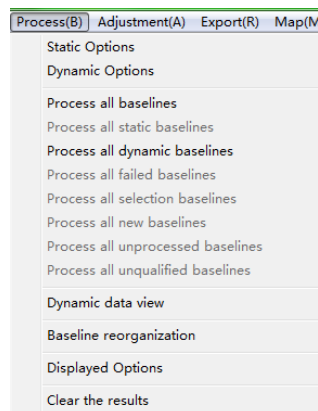 Process(B) Adjustment(A) Export(R) Map(M
Static Options
Dynamic Options
Process all baselines
Process all static baselines
Process all dynamic baselines
Process all failed baselines
Process all selection baselines
Process all new baselines
Process all unprocessed baselines
Process all unqualified baselines
Dynamic data view
Baseline reorganization
Displayed Options
Clear the results